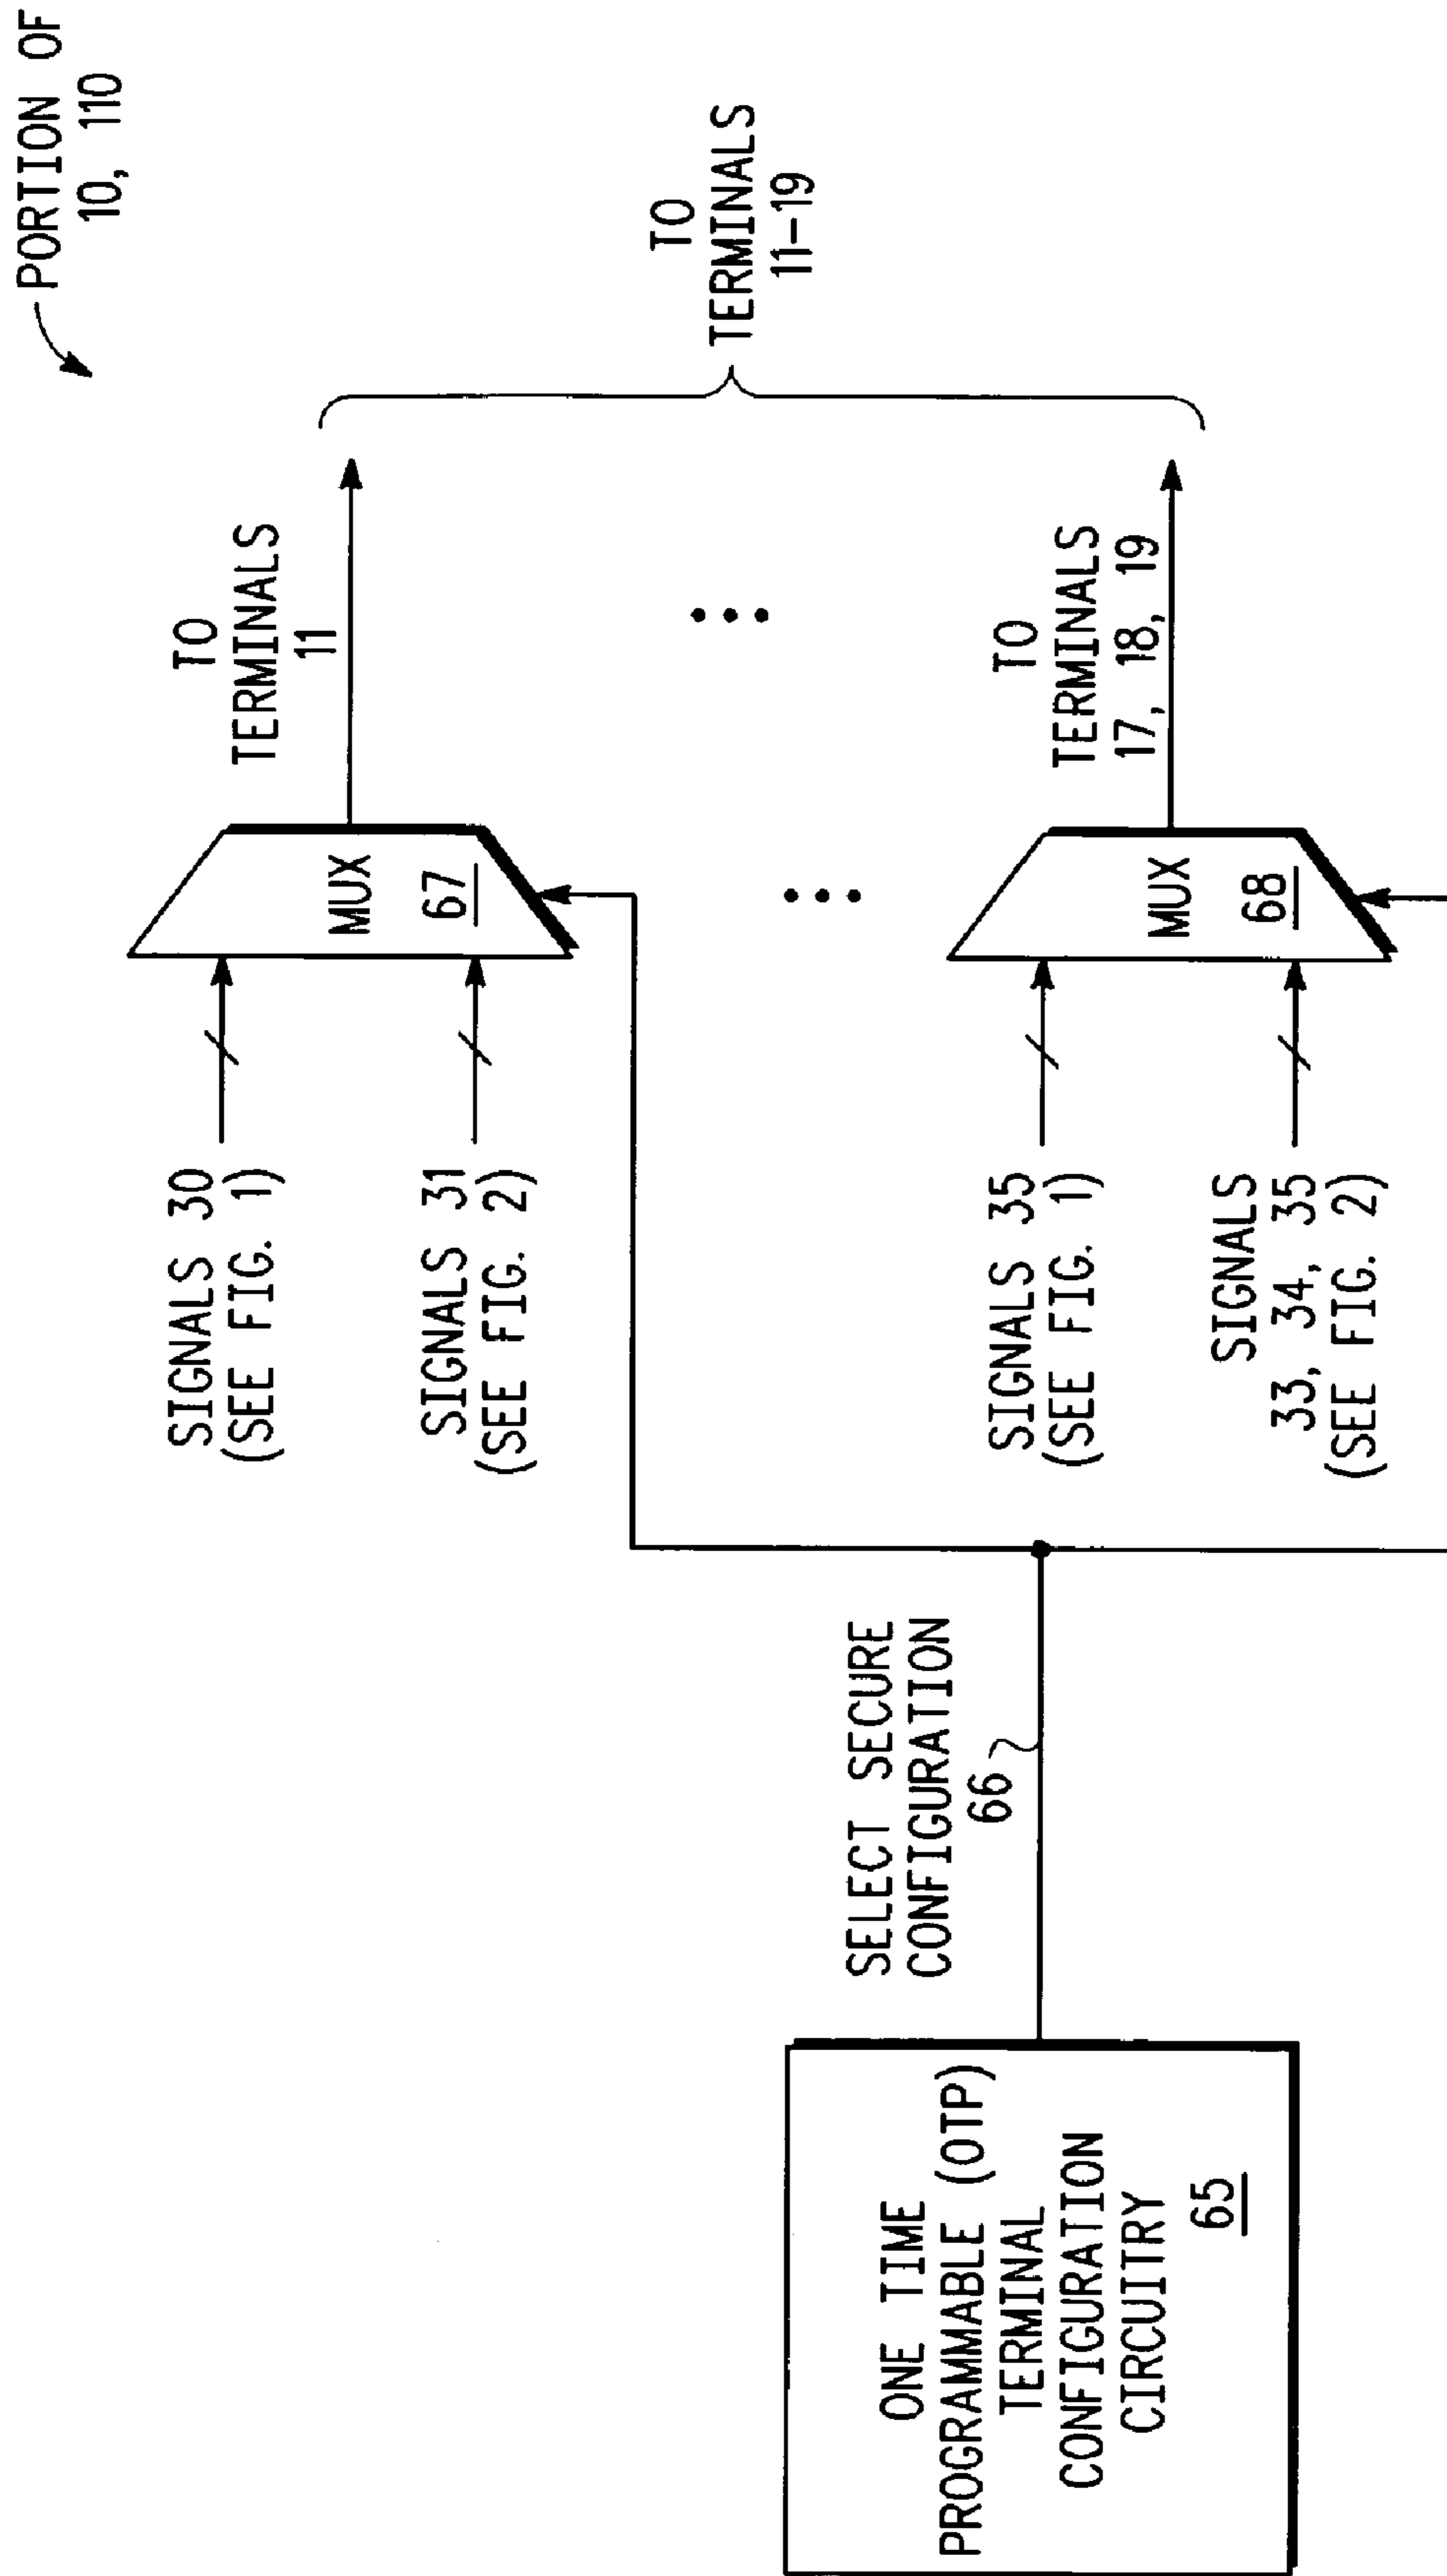 PORTION OF
10, 110
ONE TIME
PROGRAMMABLE (OTP)
TERMINAL
CONFIGURATION
CIRCUITRY
65
SELECT SECURE
CONFIGURATION
66
SIGNALS 30
(SEE FIG. 1)
SIGNALS 31
(SEE FIG. 2)
MUX
67
TO
TERMINALS
11
SIGNALS 35
(SEE FIG. 1)
SIGNALS
33, 34, 35
(SEE FIG. 2)
MUX
68
TO
TERMINALS
17, 18, 19
TO
TERMINALS
11-19